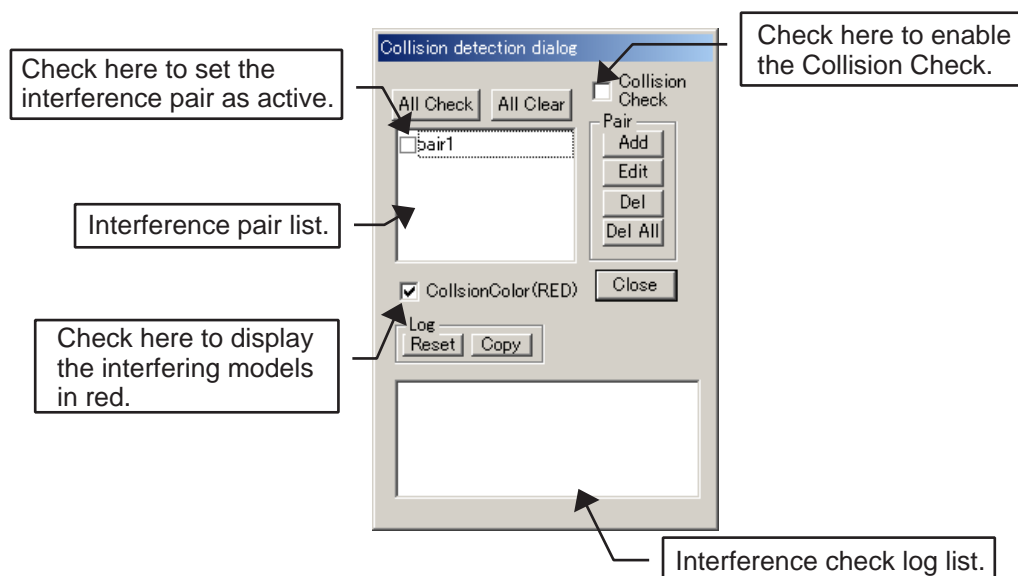 Check here to enable
the Collision Check.
Collision detection dialog
Check here to set the
interference pair as active.
Collision
Check
All Check
All Clear
Pair
Add
pair1
Edit
Del
Interference pair list.
Del All
Close
CollsionColor(RED)
Log
Reset
Copy
Check here to display
the interfering models
in red.
Interference check log list.